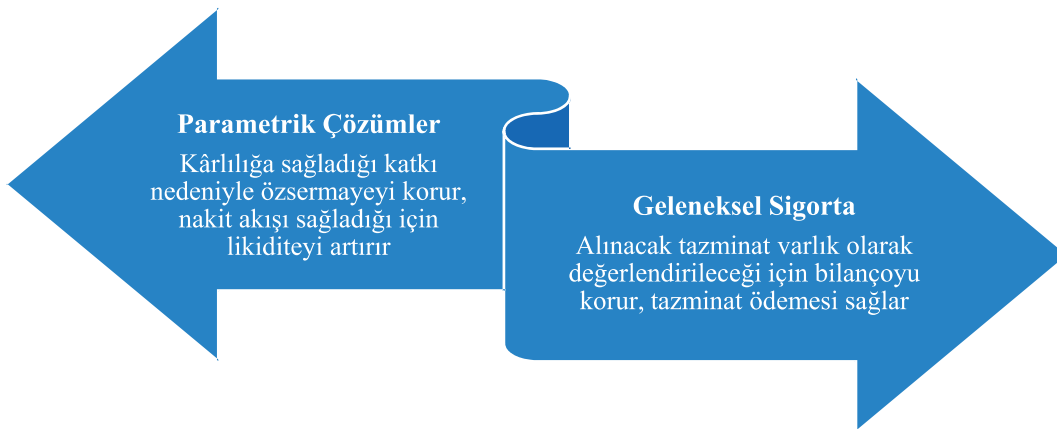 Parametrik Çözümler
Kârlılığa sağladığı katkı
nedeniyle özsermayeyi korur,
nakit akışı sağladığı için
likiditeyi artırır
Geleneksel Sigorta
Alınacak tazminat varlık olarak
değerlendirileceği için bilançoyu
korur, tazminat ödemesi sağlar